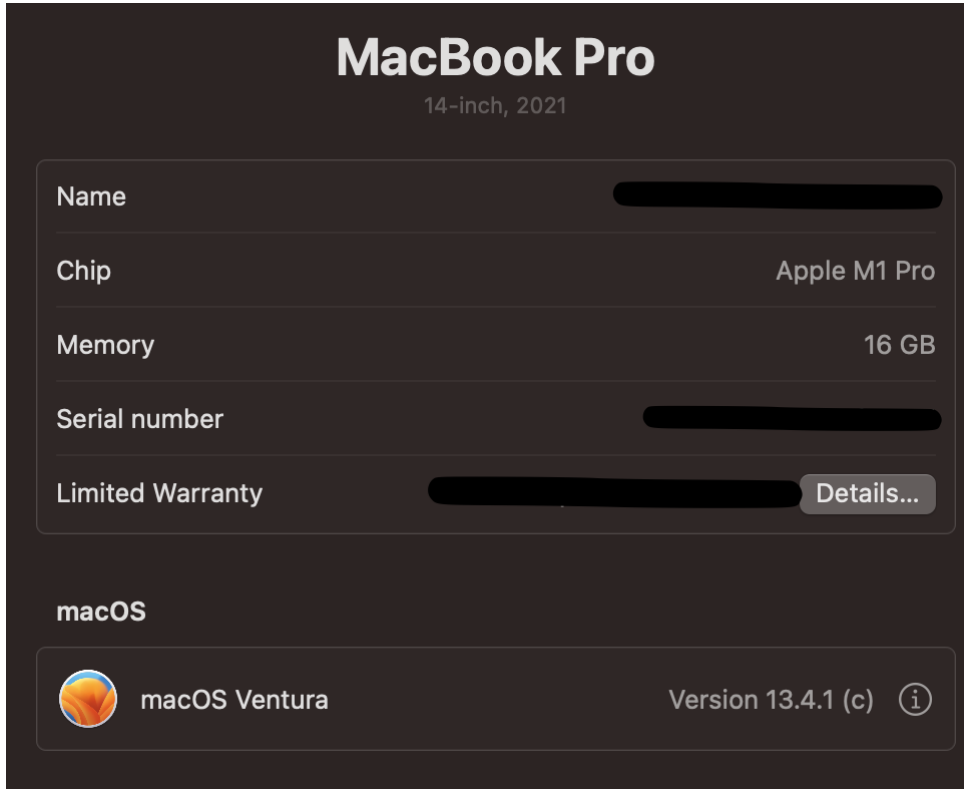 MacBook Pro
14-inch, 2021
Name
Chip Apple M1 Pro
Memory 16 GB
Serial number
Limited Warranty Details...
macOS
macOS Ventura Version 13.4.1 (c)